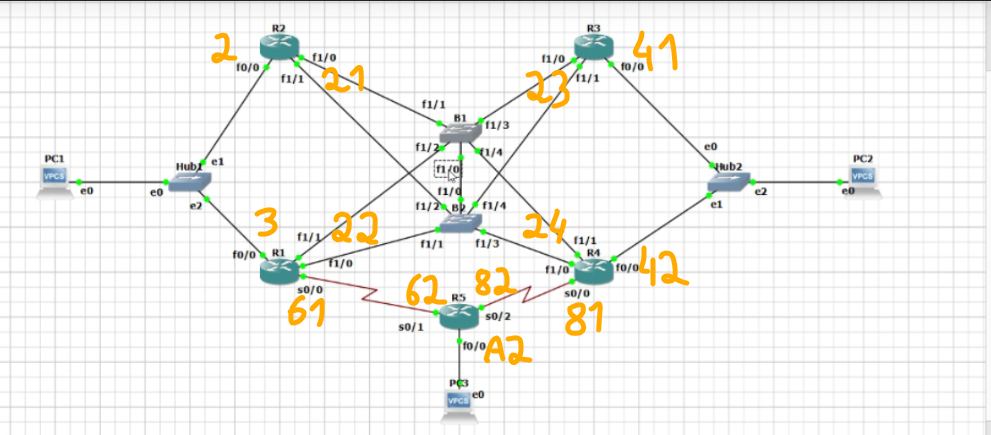 R2
R3
2
41
f0/0
f1/0
f1/1
21
f1/0
f1/1
f0/0
23
f1/1
B1
f1/3
f1/2
f1/4
PC1
VPCS
e0
e0
Hub1
e1
e2
f1/0
f1/0
e0
Hub2
e2
e1
PC2
VPCS
e0
f1/2
B2
f1/4
3
22
24
f1/1
f1/3
f0/0
R1
f1/1
f1/0
s0/0
61
f1/1
R4
f1/0
f0/0
42
s0/0
81
62
82
R5
s0/1
s0/2
f0/0
A2
PC3
VPCS
e0